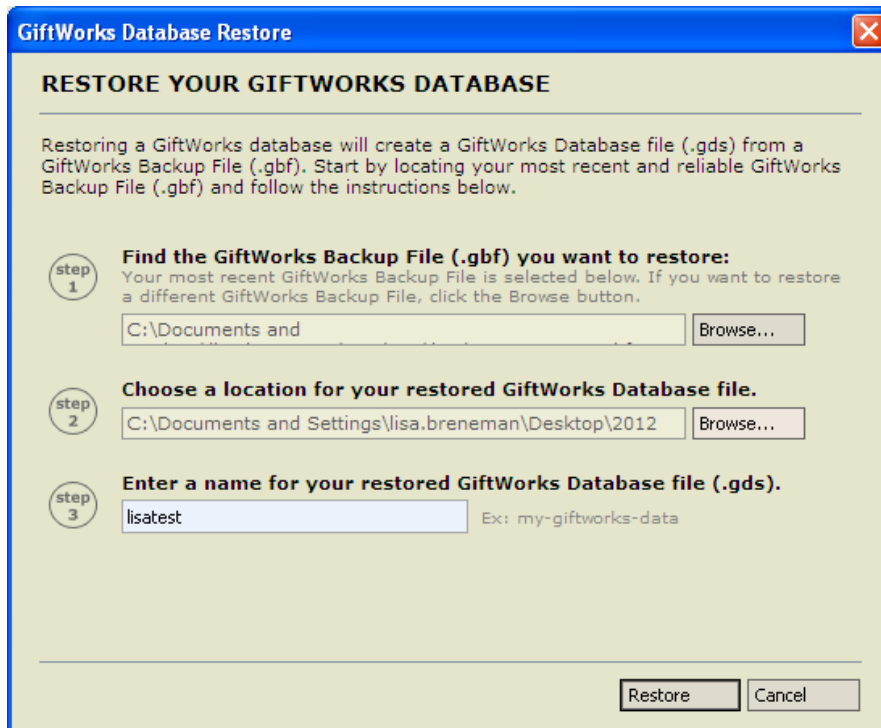 GiftWorks Database Restore
RESTORE YOUR GIFTWORKS DATABASE
Restoring a GiftWorks database will create a GiftWorks Database file (.gds) from a
GiftWorks Backup File (.gbf). Start by locating your most recent and reliable GiftWorks
Backup File (.gbf) and follow the instructions below.
step
1
Find the GiftWorks Backup File (.gbf) you want to restore:
Your most recent GiftWorks Backup File is selected below. If you want to restore
a different GiftWorks Backup File, click the Browse button.
C:\Documents and
Browse...
step
2
Choose a location for your restored GiftWorks Database file.
C:\Documents and Settings\lisa.breneman\Desktop\2012
Browse...
step
3
Enter a name for your restored GiftWorks Database file (.gds).
lisatest
Ex: my-giftworks-data
Restore
Cancel